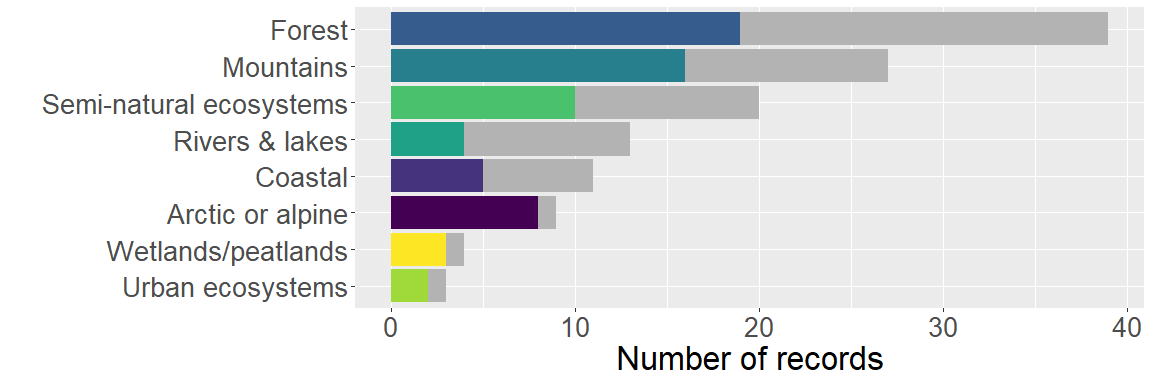 Forest
Mountains
Semi-natural ecosystems
Rivers & lakes
Coastal
Arctic or alpine
Wetlands/peatlands
Urban ecosystems
0 10 20 30 40
Number of records